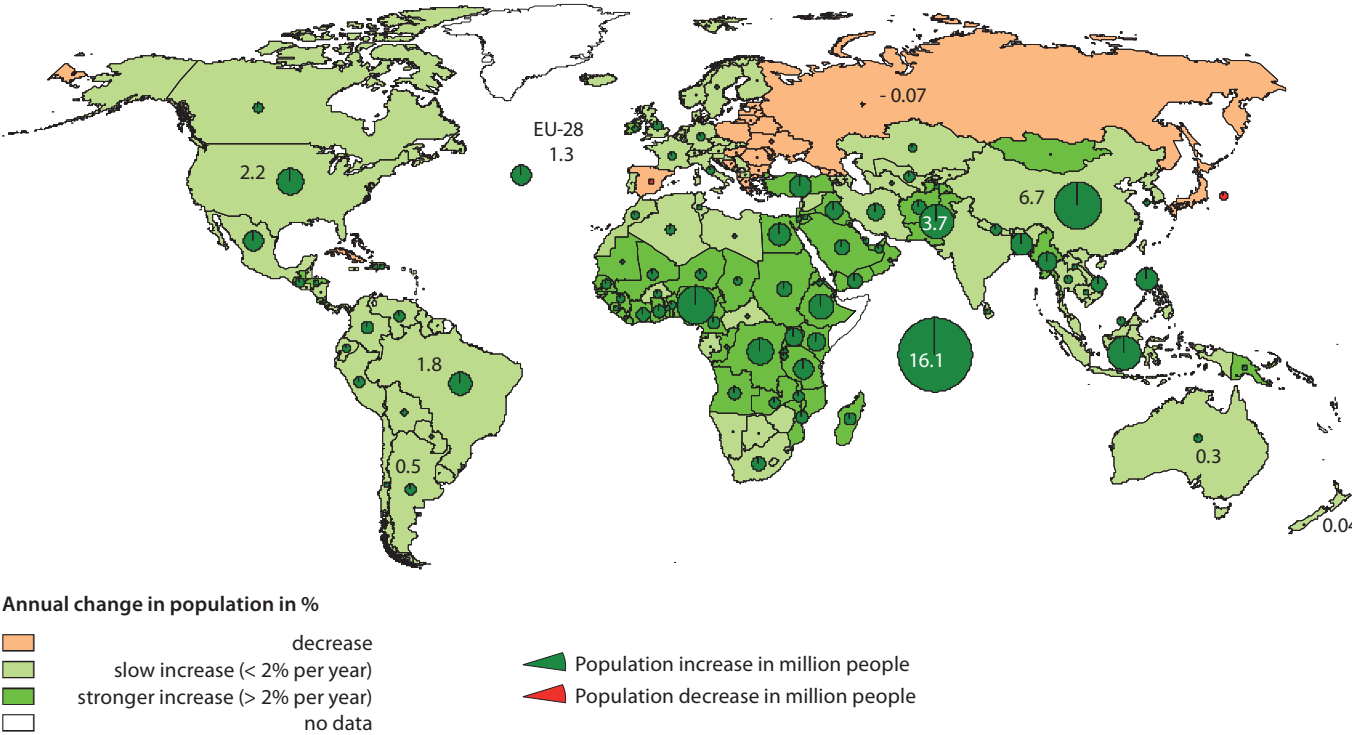 - 0.07
EU-28
1.3
2.2
6.7
3.7
16.1
1.8
0.5
0.3
0.04
Annual change in population in %
decrease
slow increase (< 2% per year)
stronger increase (> 2% per year)
no data
Population increase in million people
Population decrease in million people